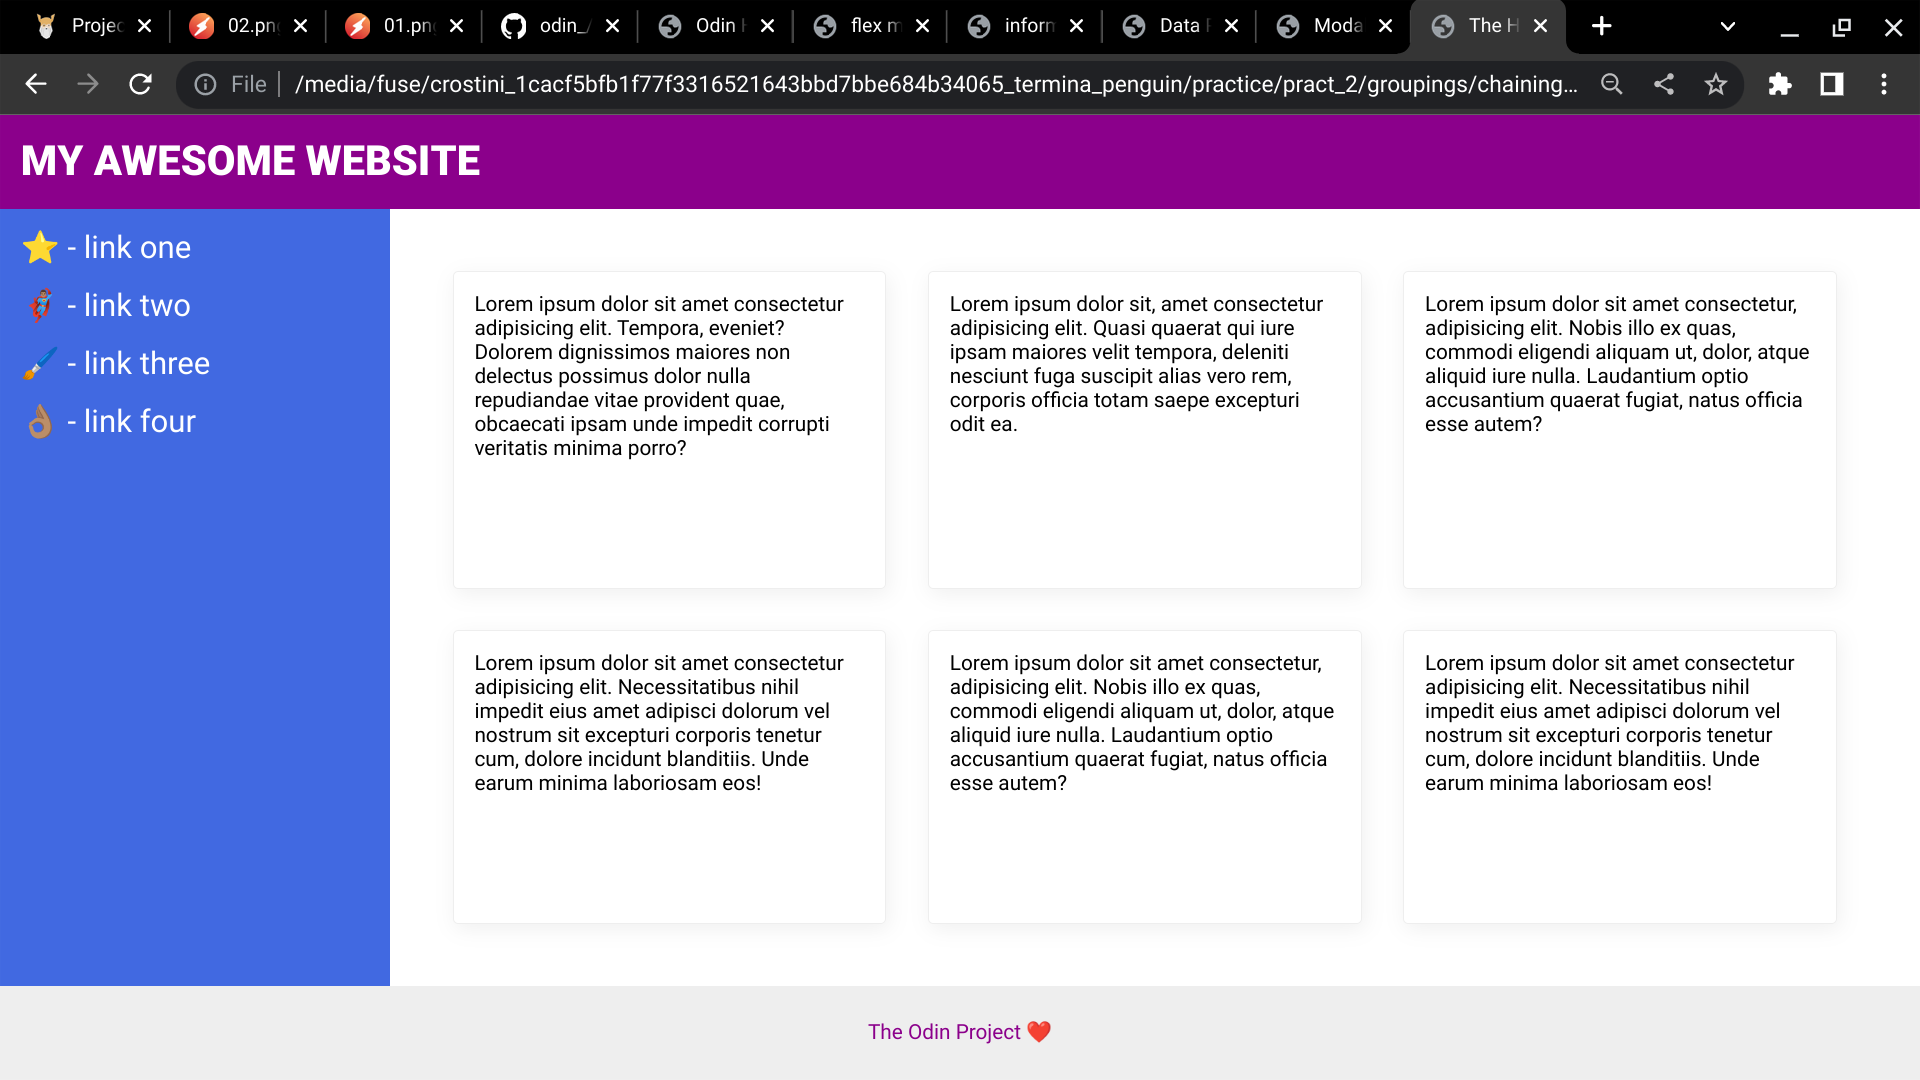 Projec
02.pn
01.png
odin_
Odin
flex m
inform
Data
Moda
The H
File
/media/fuse/crostini_1cacf5bfb1f77f3316521643bbd7bbe684b34065_termina_penguin/practice/pract_2/groupings/chaining...
MY AWESOME WEBSITE
- link one
- link two
- link three
- link four
Lorem ipsum dolor sit amet consectetur
adipisicing elit. Tempora, eveniet?
Dolorem dignissimos maiores non
delectus possimus dolor nulla
repudiandae vitae provident quae,
obcaecati ipsam unde impedit corrupti
veritatis minima porro?
Lorem ipsum dolor sit, amet consectetur
adipisicing elit. Quasi quaerat qui iure
ipsam maiores velit tempora, deleniti
nesciunt fuga suscipit alias vero rem,
corporis officia totam saepe excepturi
odit ea.
Lorem ipsum dolor sit amet consectetur,
adipisicing elit. Nobis illo ex quas,
commodi eligendi aliquam ut, dolor, atque
aliquid iure nulla. Laudantium optio
accusantium quaerat fugiat, natus officia
esse autem?
Lorem ipsum dolor sit amet consectetur
adipisicing elit. Necessitatibus nihil
impedit eius amet adipisci dolorum vel
nostrum sit excepturi corporis tenetur
cum, dolore incidunt blanditiis. Unde
earum minima laboriosam eos!
Lorem ipsum dolor sit amet consectetur,
adipisicing elit. Nobis illo ex quas,
commodi eligendi aliquam ut, dolor, atque
aliquid iure nulla. Laudantium optio
accusantium quaerat fugiat, natus officia
esse autem?
Lorem ipsum dolor sit amet consectetur
adipisicing elit. Necessitatibus nihil
impedit eius amet adipisci dolorum vel
nostrum sit excepturi corporis tenetur
cum, dolore incidunt blanditiis. Unde
earum minima laboriosam eos!
The Odin Project ❤️